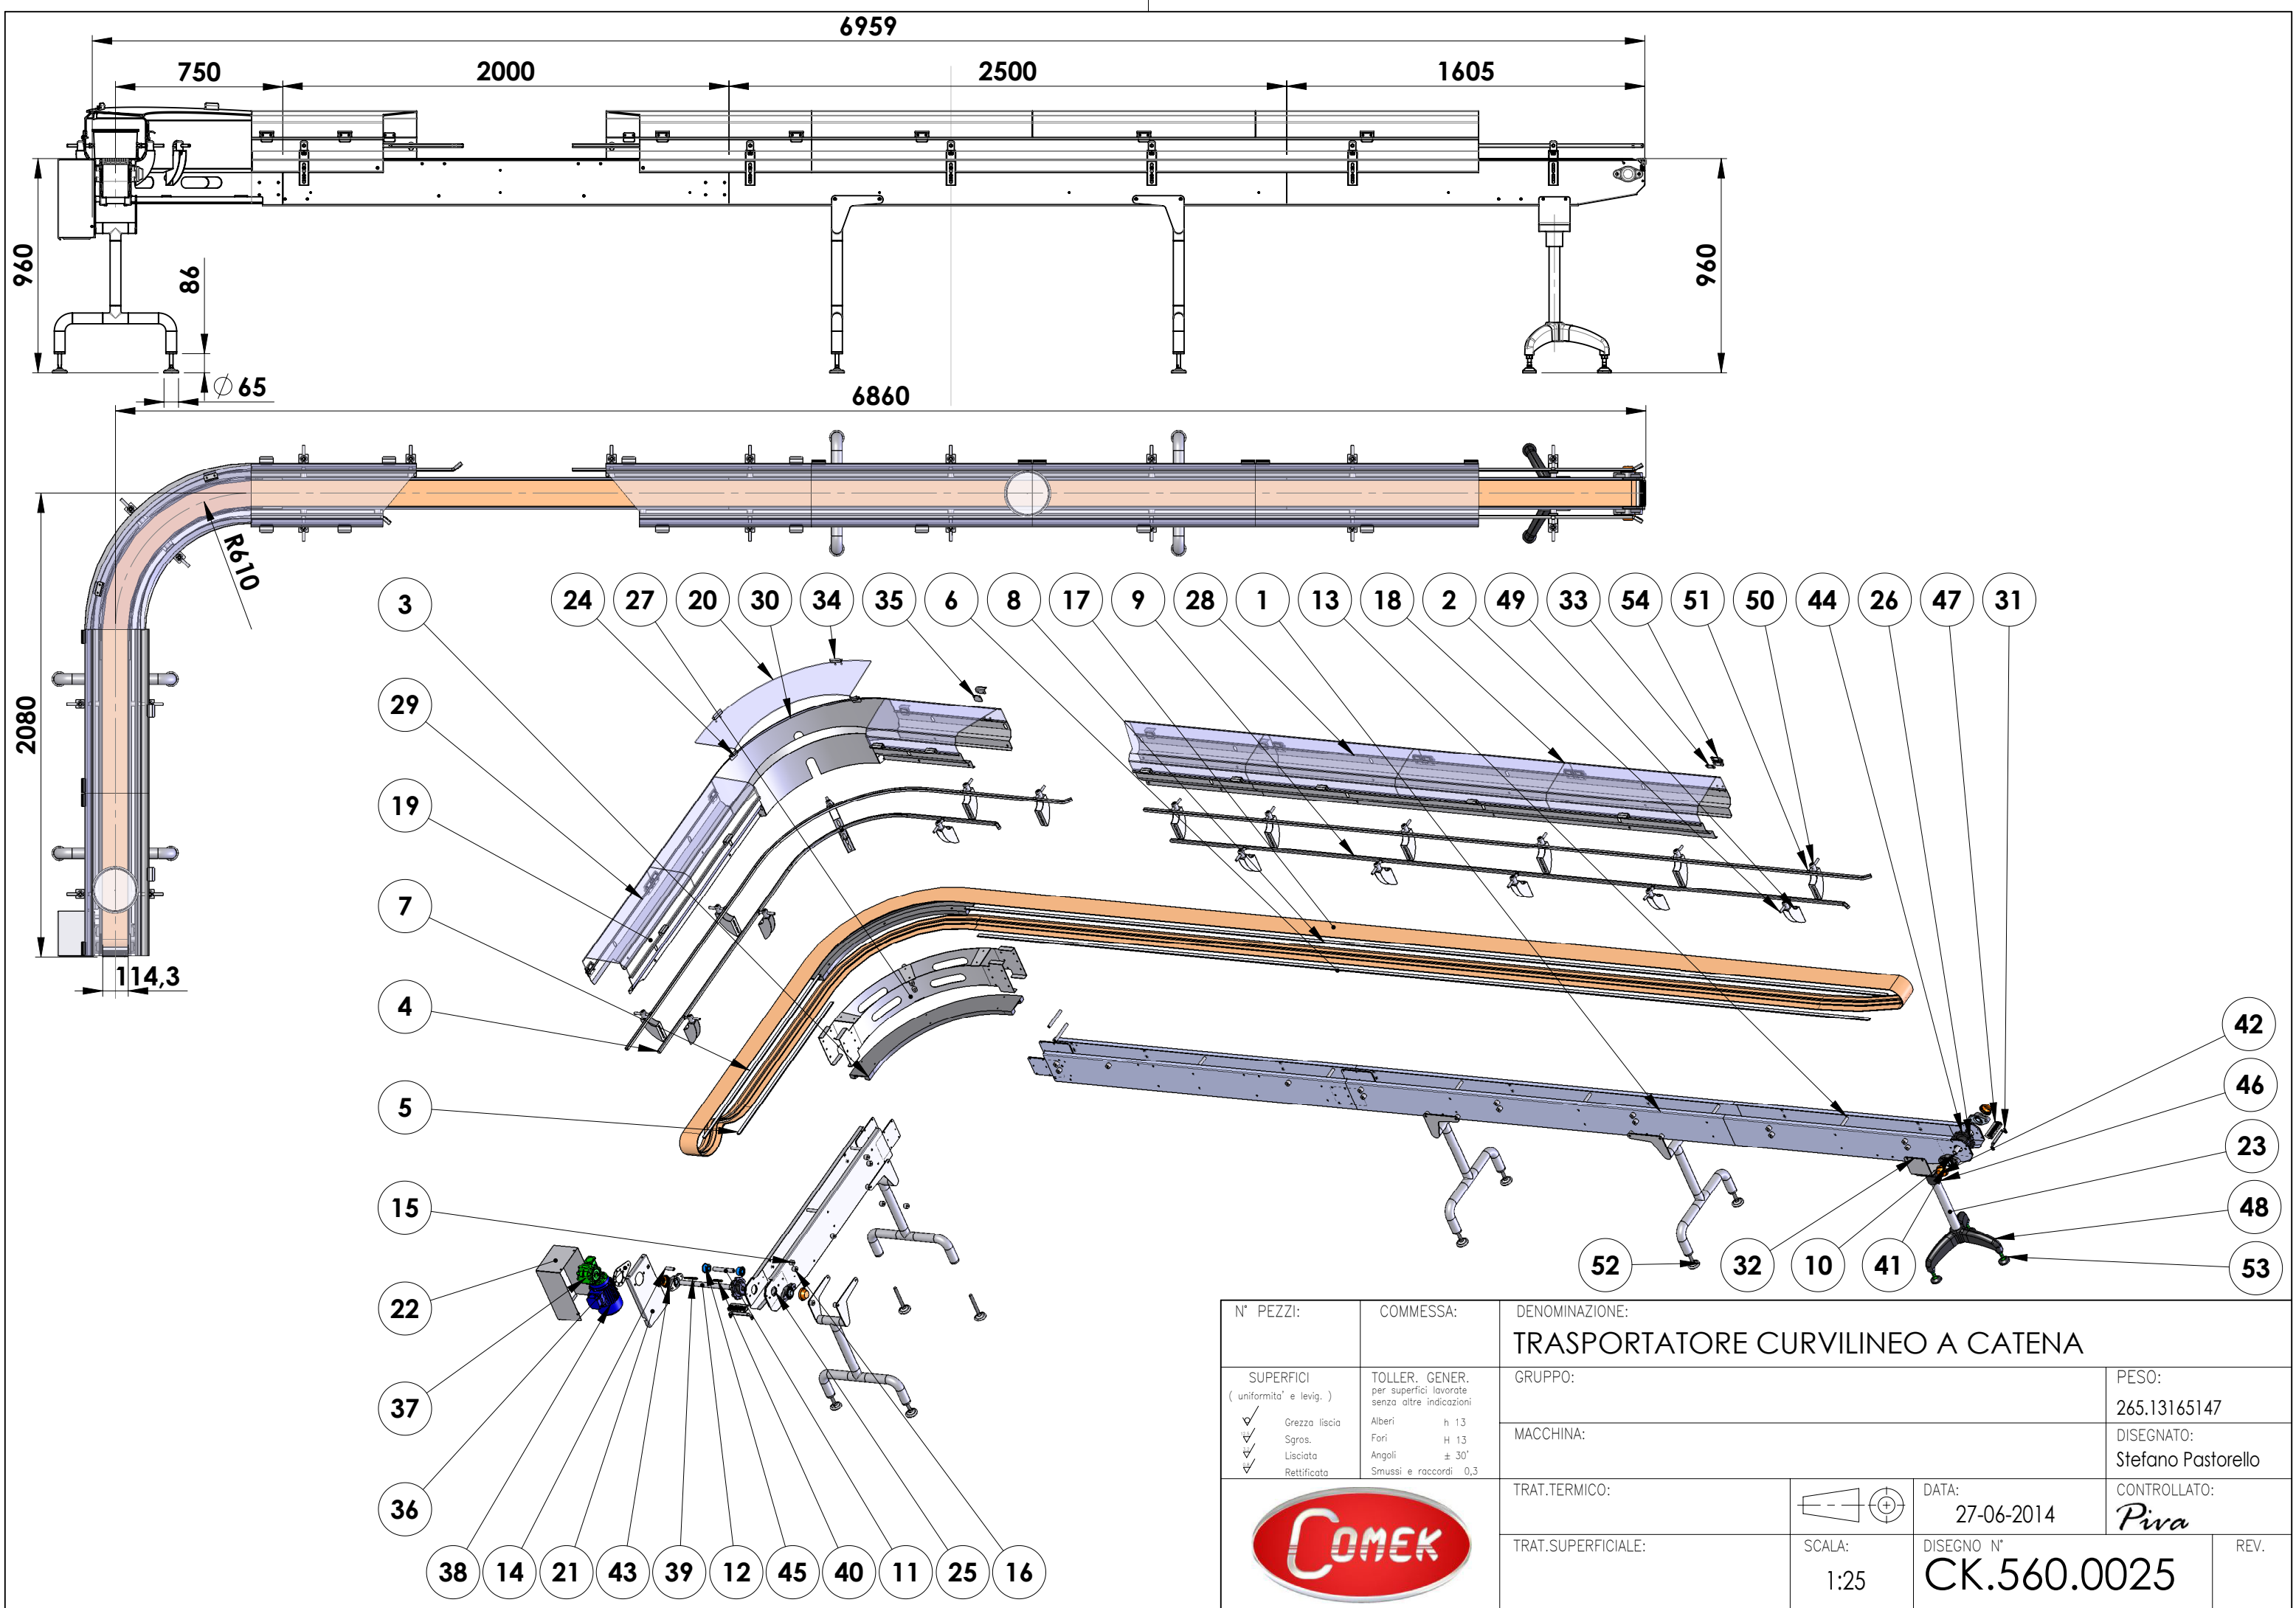 6959
750
2000
2500
1605
960
86
960
Ø 65
6860
R610
2080
114,3
3
24
27
20
30
34
35
6
8
17
9
28
1
13
18
2
49
33
54
51
50
44
26
47
31
29
19
7
4
5
15
22
37
36
42
46
23
48
53
52
32
10
41
38
14
21
43
39
12
45
40
11
25
16
N° PEZZI:
COMMESSA:
DENOMINAZIONE:
TRASPORTATORE CURVILINEO A CATENA
SUPERFICI
( uniformita' e levig. )
Grezza liscia
Sgros.
Lisciata
Rettificata
TOLLER. GENER.
per superfici lavorate
senza altre indicazioni
Alberi h 13
Fori H 13
Angoli ± 30'
Smussi e raccordi 0,3
GRUPPO:
PESO:
265.13165147
MACCHINA:
DISEGNATO:
Stefano Pastorello
TRAT.TERMICO:
DATA:
27-06-2014
CONTROLLATO:
Piva
COMEK
TRAT.SUPERFICIALE:
SCALA:
1:25
DISEGNO N°
CK.560.0025
REV.